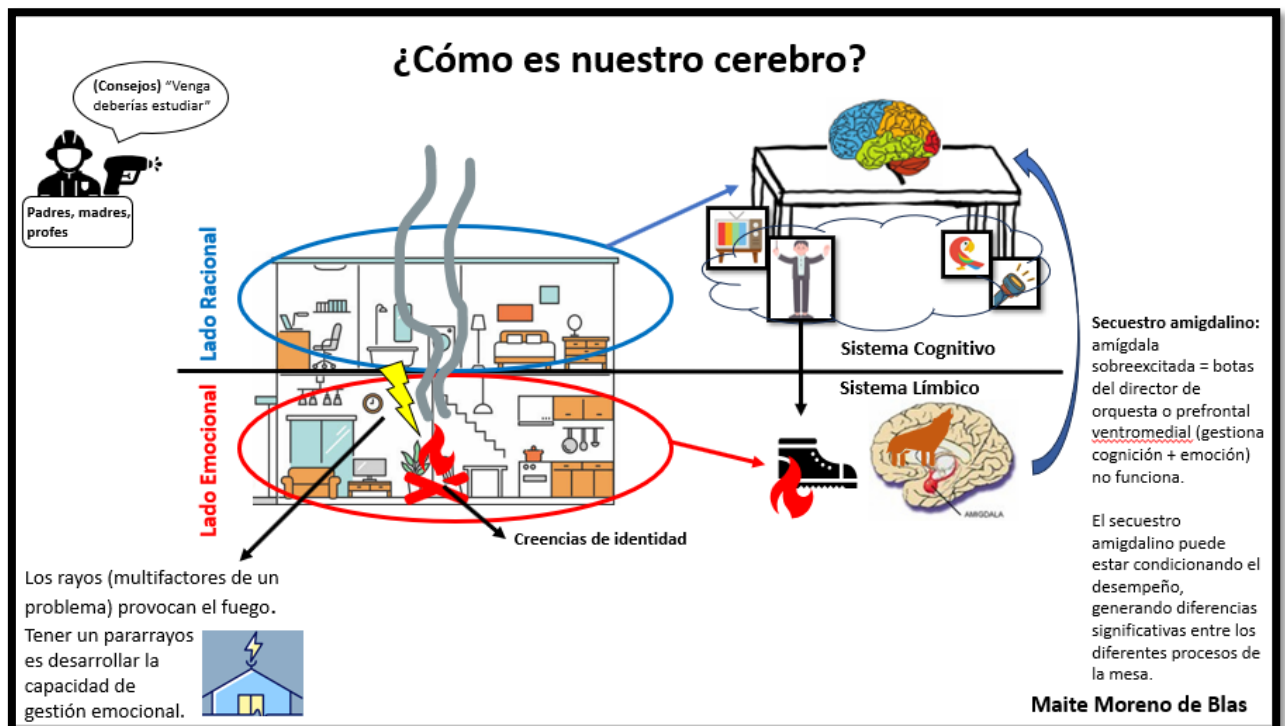 ¿Cómo es nuestro cerebro?
(Consejos) “Venga
deberías estudiar”
Padres, madres,
profes
Lado Racional
Lado Emocional
Sistema Cognitivo
Sistema Límbico
AMIGDALA
Creencias de identidad
Los rayos (multifactores de un
problema) provocan el fuego.
Tener un pararrayos
es desarrollar la
capacidad de
gestión emocional.
Secuestro amigdalino:
amígdala
sobreexcitada = botas
del director de
orquesta o prefrontal
ventromedial (gestiona
cognición + emoción)
no funciona.
El secuestro
amigdalino puede
estar condicionando el
desempeño,
generando diferencias
significativas entre los
diferentes procesos de
la mesa.
Maite Moreno de Blas